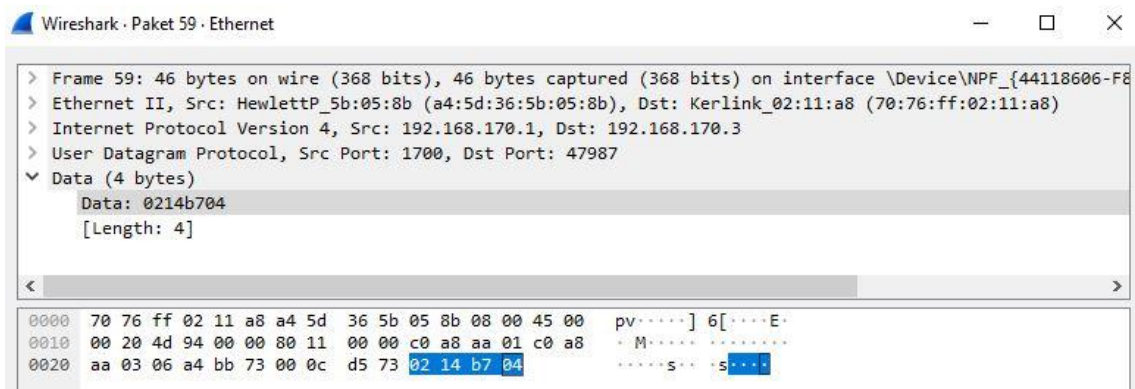 Wireshark · Paket 59 · Ethernet
> Frame 59: 46 bytes on wire (368 bits), 46 bytes captured (368 bits) on interface \Device\NPF_{44118606-F8
> Ethernet II, Src: HewlettP_5b:05:8b (a4:5d:36:5b:05:8b), Dst: Kerlink_02:11:a8 (70:76:ff:02:11:a8)
> Internet Protocol Version 4, Src: 192.168.170.1, Dst: 192.168.170.3
> User Datagram Protocol, Src Port: 1700, Dst Port: 47987
Data (4 bytes)
Data: 0214b704
[Length: 4]
0000 70 76 ff 02 11 a8 a4 5d 36 5b 05 8b 08 00 45 00 pv·····] 6[····E·
0010 00 20 4d 94 00 00 80 11 00 00 c0 a8 aa 01 c0 a8 · M····· ········
0020 aa 03 06 a4 bb 73 00 0c d5 73 02 14 b7 04 ·····s·· ·s····